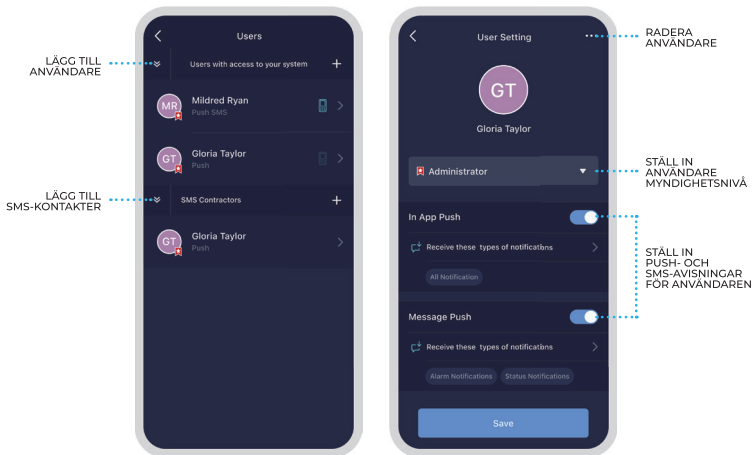 LÄGG TILL
ANVÄNDARE
Users
Users with access to your system
+
MR
Mildred Ryan
Push SMS
GT
Gloria Taylor
Push
LÄGG TILL
SMS-KONTAKTER
SMS Contractors
+
GT
Gloria Taylor
Push
User Setting
...
RADERA
ANVÄNDARE
GT
Gloria Taylor
Administrator
STÄLL IN
ANVÄNDARE
MYNDIGHETSNIVÅ
In App Push
Receive these types of notifications
All Notification
STÄLL IN
PUSH- OCH
SMS-AVISNINGAR
FÖR ANVÄNDAREN
Message Push
Receive these types of notifications
Alarm Notifications Status Notifications
Save